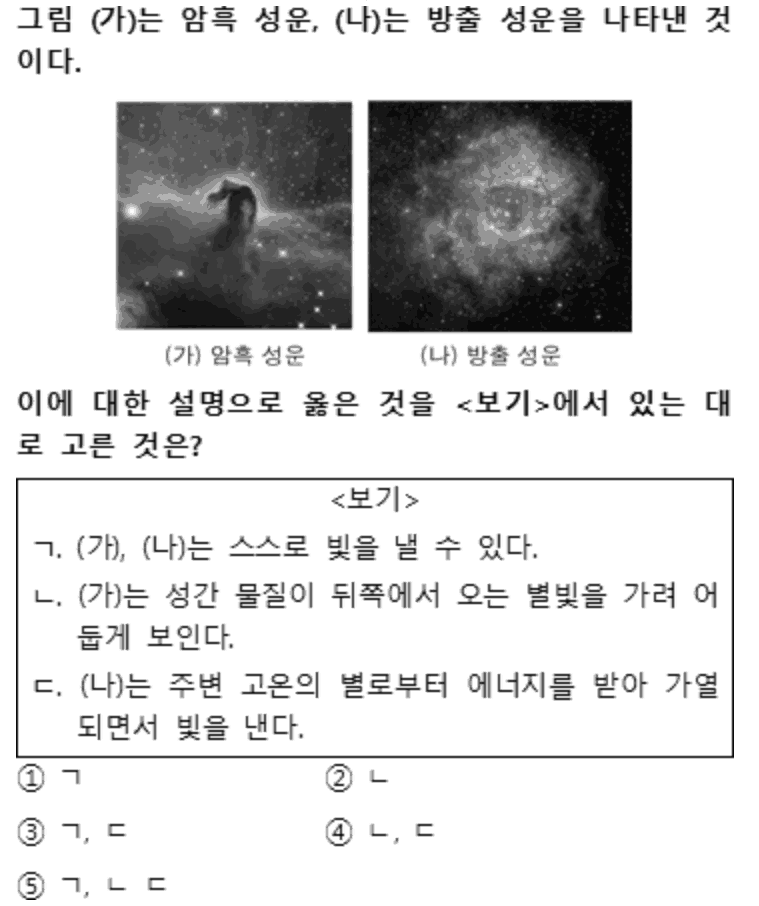 그림 (가)는 암흑 성운, (나)는 방출 성운을 나타낸 것
이다.
(가) 암흑 성운
(나) 방출 성운
이에 대한 설명으로 옳은 것을 <보기>에서 있는 대
로 고른 것은?
<보기>
ㄱ. (가), (나)는 스스로 빛을 낼 수 있다.
ㄴ. (가)는 성간 물질이 뒤쪽에서 오는 별빛을 가려 어
둡게 보인다.
ㄷ. (나)는 주변 고온의 별로부터 에너지를 받아 가열
되면서 빛을 낸다.
① ㄱ ② ㄴ
③ ㄱ, ㄷ ④ ㄴ, ㄷ
⑤ ㄱ, ㄴ ㄷ